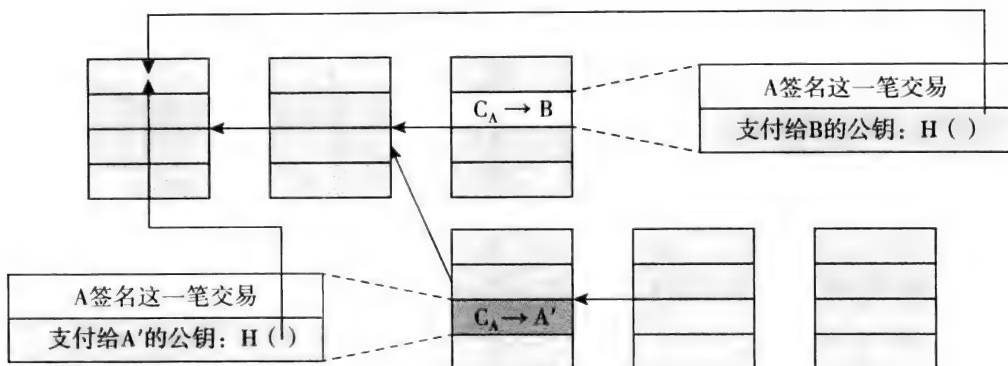 C_A → B
A签名这一笔交易
支付给B的公钥：H（ ）
A签名这一笔交易
支付给A'的公钥：H（ ）
C_A → A'